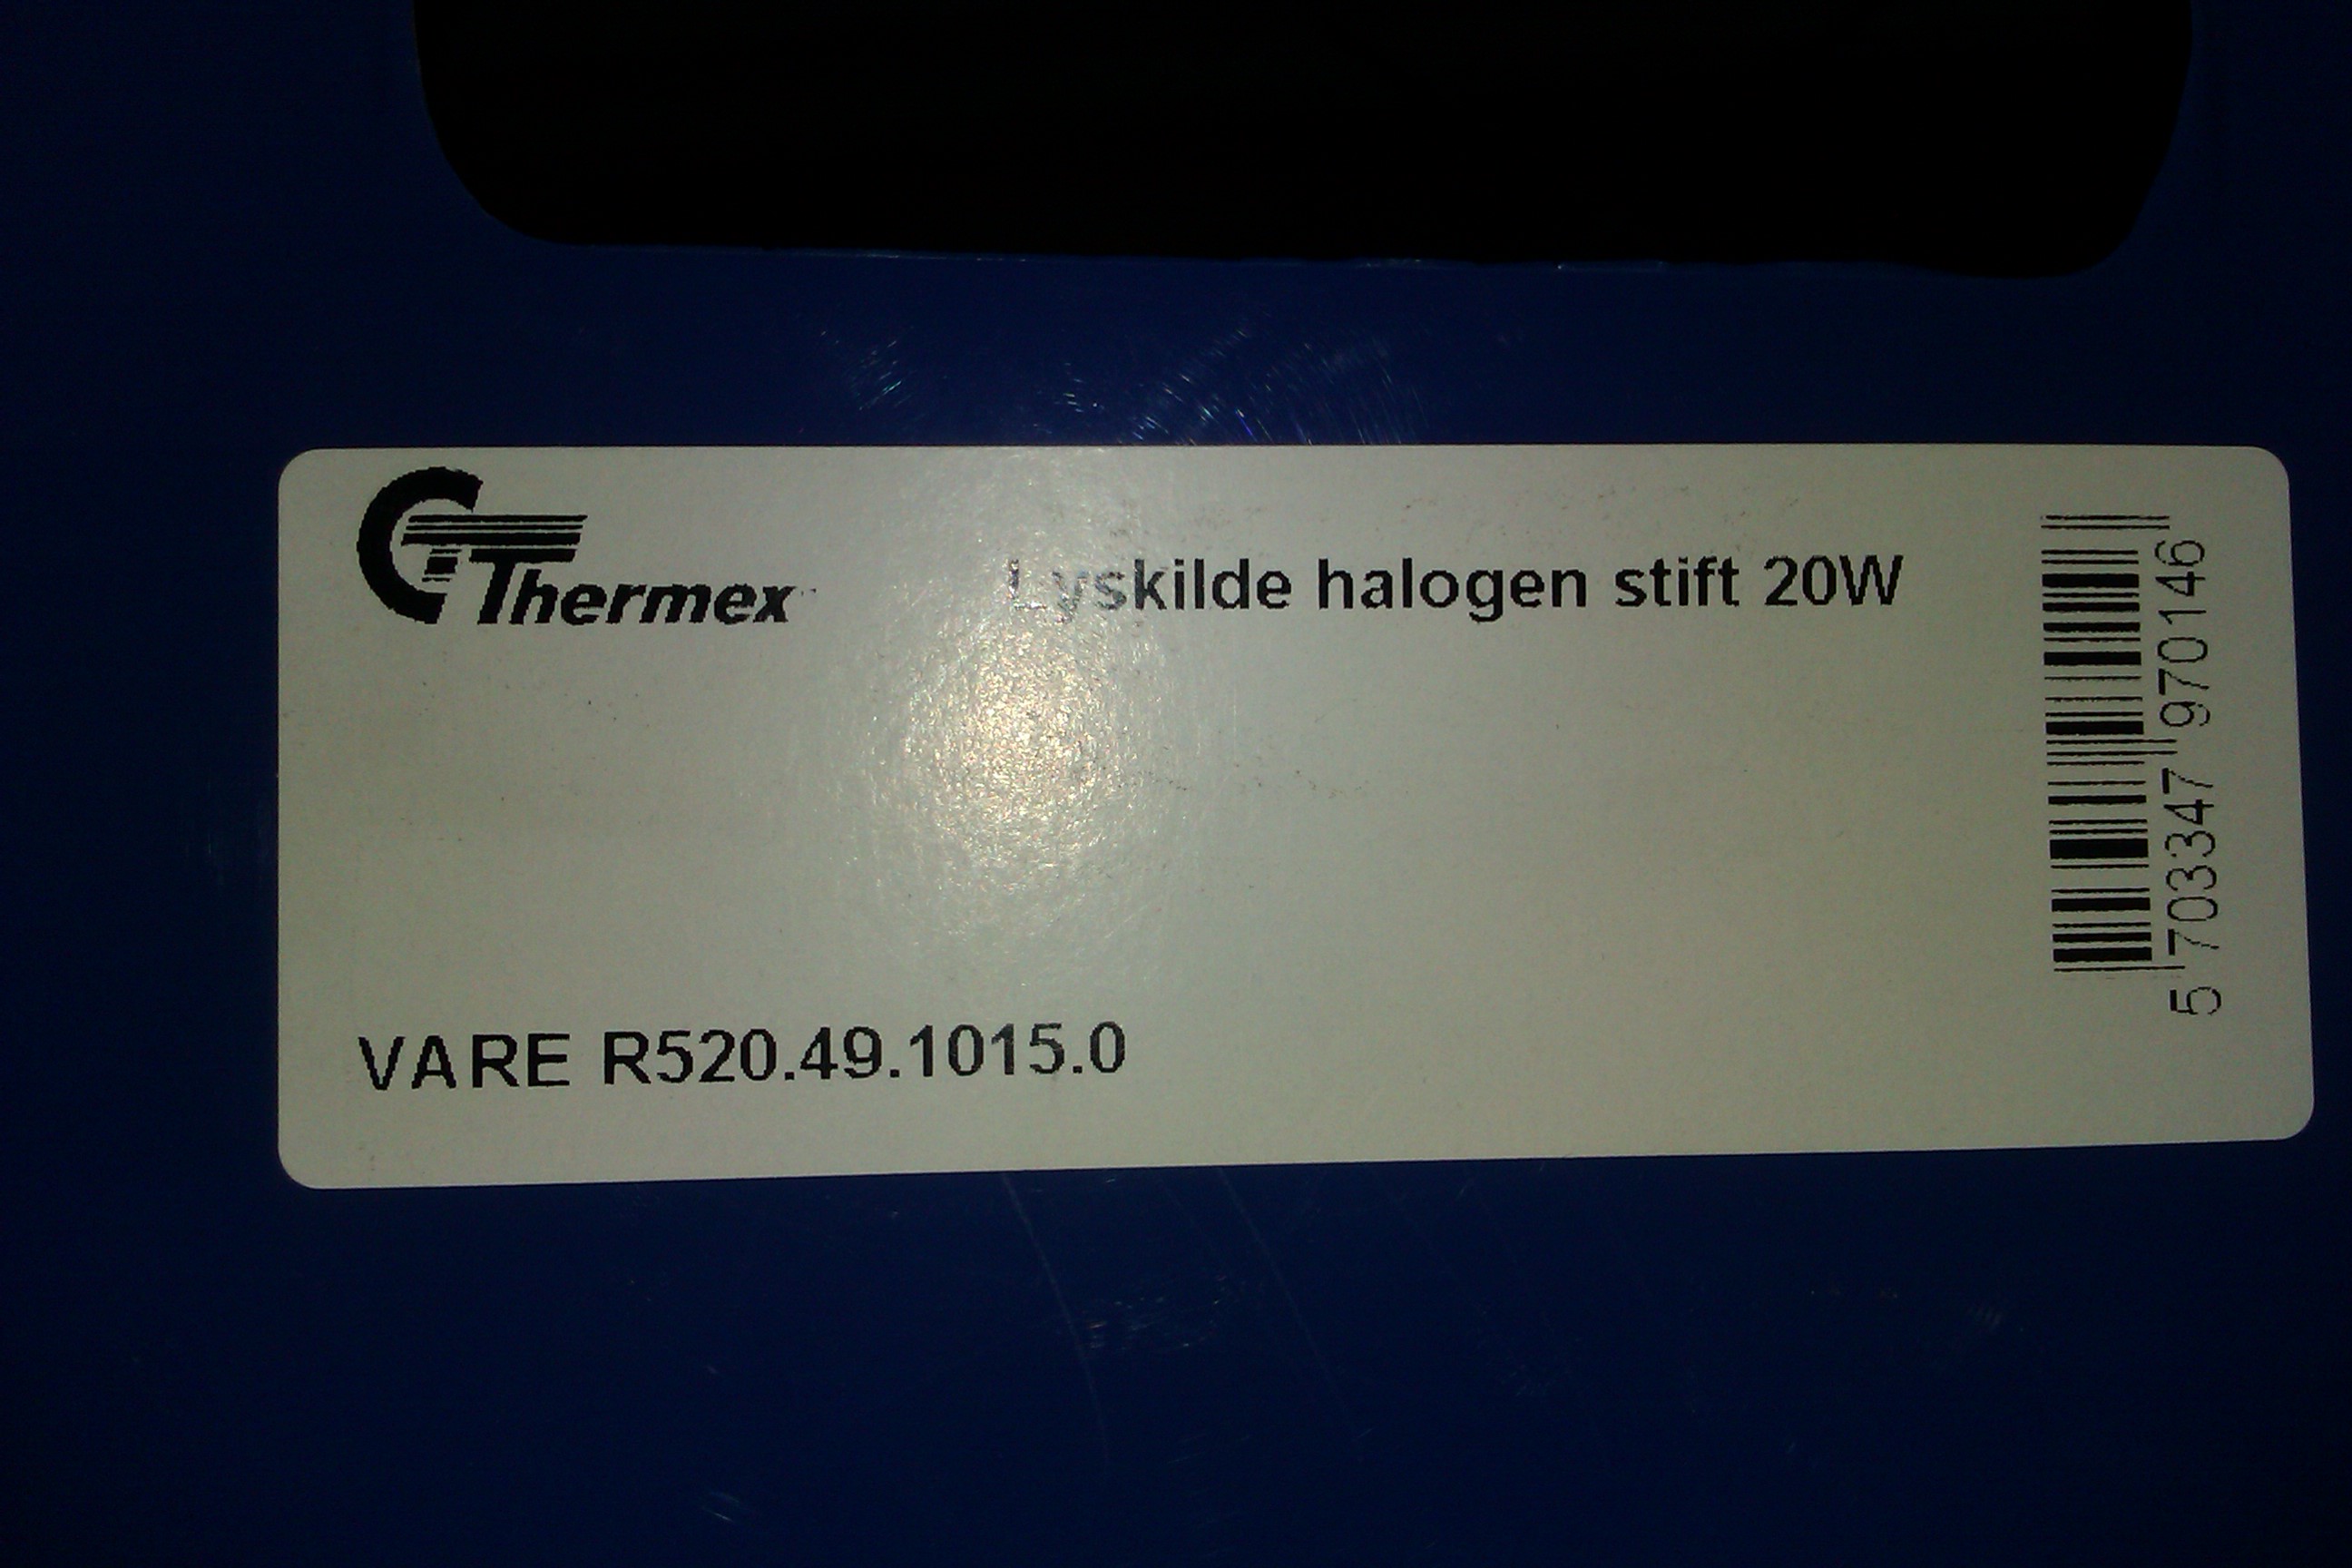 Thermex
Lyskilde halogen stift 20W
VARE R520.49.1015.0
5 703347 970146